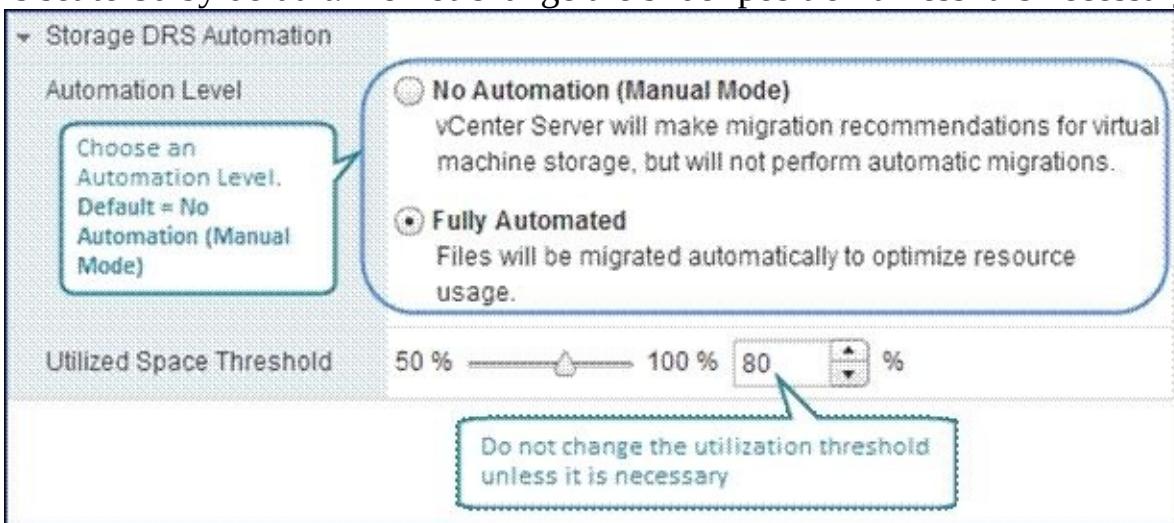 Storage DRS Automation
Automation Level
No Automation (Manual Mode)
vCenter Server will make migration recommendations for virtual
machine storage, but will not perform automatic migrations.
Choose an
Automation Level.
Default = No
Automation (Manual
Mode)
Fully Automated
Files will be migrated automatically to optimize resource
usage.
Utilized Space Threshold
50 % 100 % 80 %
Do not change the utilization threshold
unless it is necessary